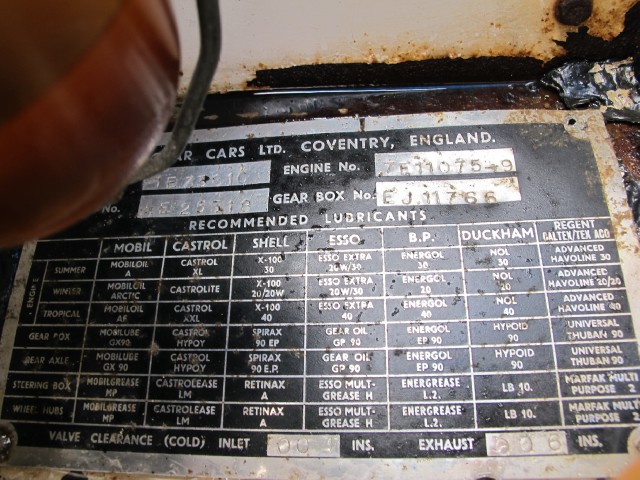 AR CARS LTD. COVENTRY, ENGLAND.
ENGINE No. 7E11075-9
No. GEAR BOX No. EJ.11766
RECOMMENDED LUBRICANTS
MOBIL CASTROL SHELL ESSO B.P. DUCKHAM REGENT CALTEX/TEXACO
SUMMER MOBILOIL A CASTROL XL X-100 30 ESSO EXTRA 20W/30 ENERGOL 30 NOL 30 ADVANCED HAVOLINE 30
WINTER MOBILOIL ARCTIC CASTROLITE X-100 20/20W ESSO EXTRA 20W/30 ENERGOL 20 NOL 20 ADVANCED HAVOLINE 20/20
TROPICAL MOBILOIL AF CASTROL XXL X-100 40 ESSO EXTRA 40 ENERGOL 40 NOL 40 ADVANCED HAVOLINE 40
GEAR BOX MOBILUBE GX90 CASTROL HYPOY SPIRAX 90 EP GEAR OIL GP 90 ENERGOL EP 90 HYPOID 90 UNIVERSAL THUBAN 90
REAR AXLE MOBILUBE GX 90 CASTROL HYPOY SPIRAX 90 E.P. GEAR OIL GP 90 ENERGOL EP 90 HYPOID 90 UNIVERSAL THUBAN 90
STEERING BOX MOBILGREASE MP CASTROLEASE LM RETINAX A ESSO MULT-GREASE H ENERGREASE L.2. LB 10. MARFAK MULTI PURPOSE
WHEEL HUBS MOBILGREASE MP CASTROLEASE LM RETINAX A ESSO MULT-GREASE H ENERGREASE L.2. LB 10. MARFAK MULTI PURPOSE
VALVE CLEARANCE (COLD) INLET INS. EXHAUST 006 INS.